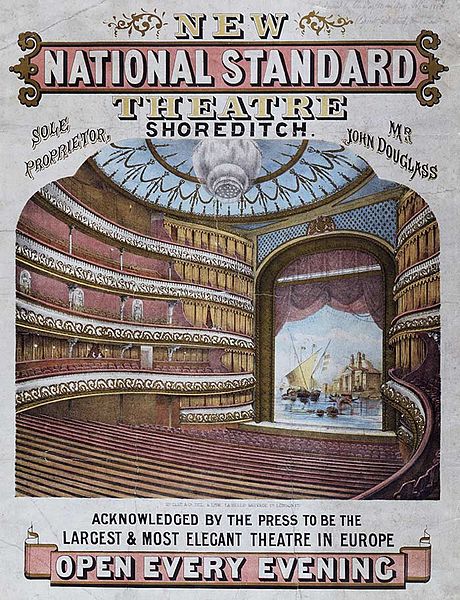 NEW
NATIONAL STANDARD
THEATRE
SHOREDITCH.
SOLE
PROPRIETOR,
MR
JOHN DOUGLASS
ACKNOWLEDGED BY THE PRESS TO BE THE
LARGEST & MOST ELEGANT THEATRE IN EUROPE
OPEN EVERY EVENING